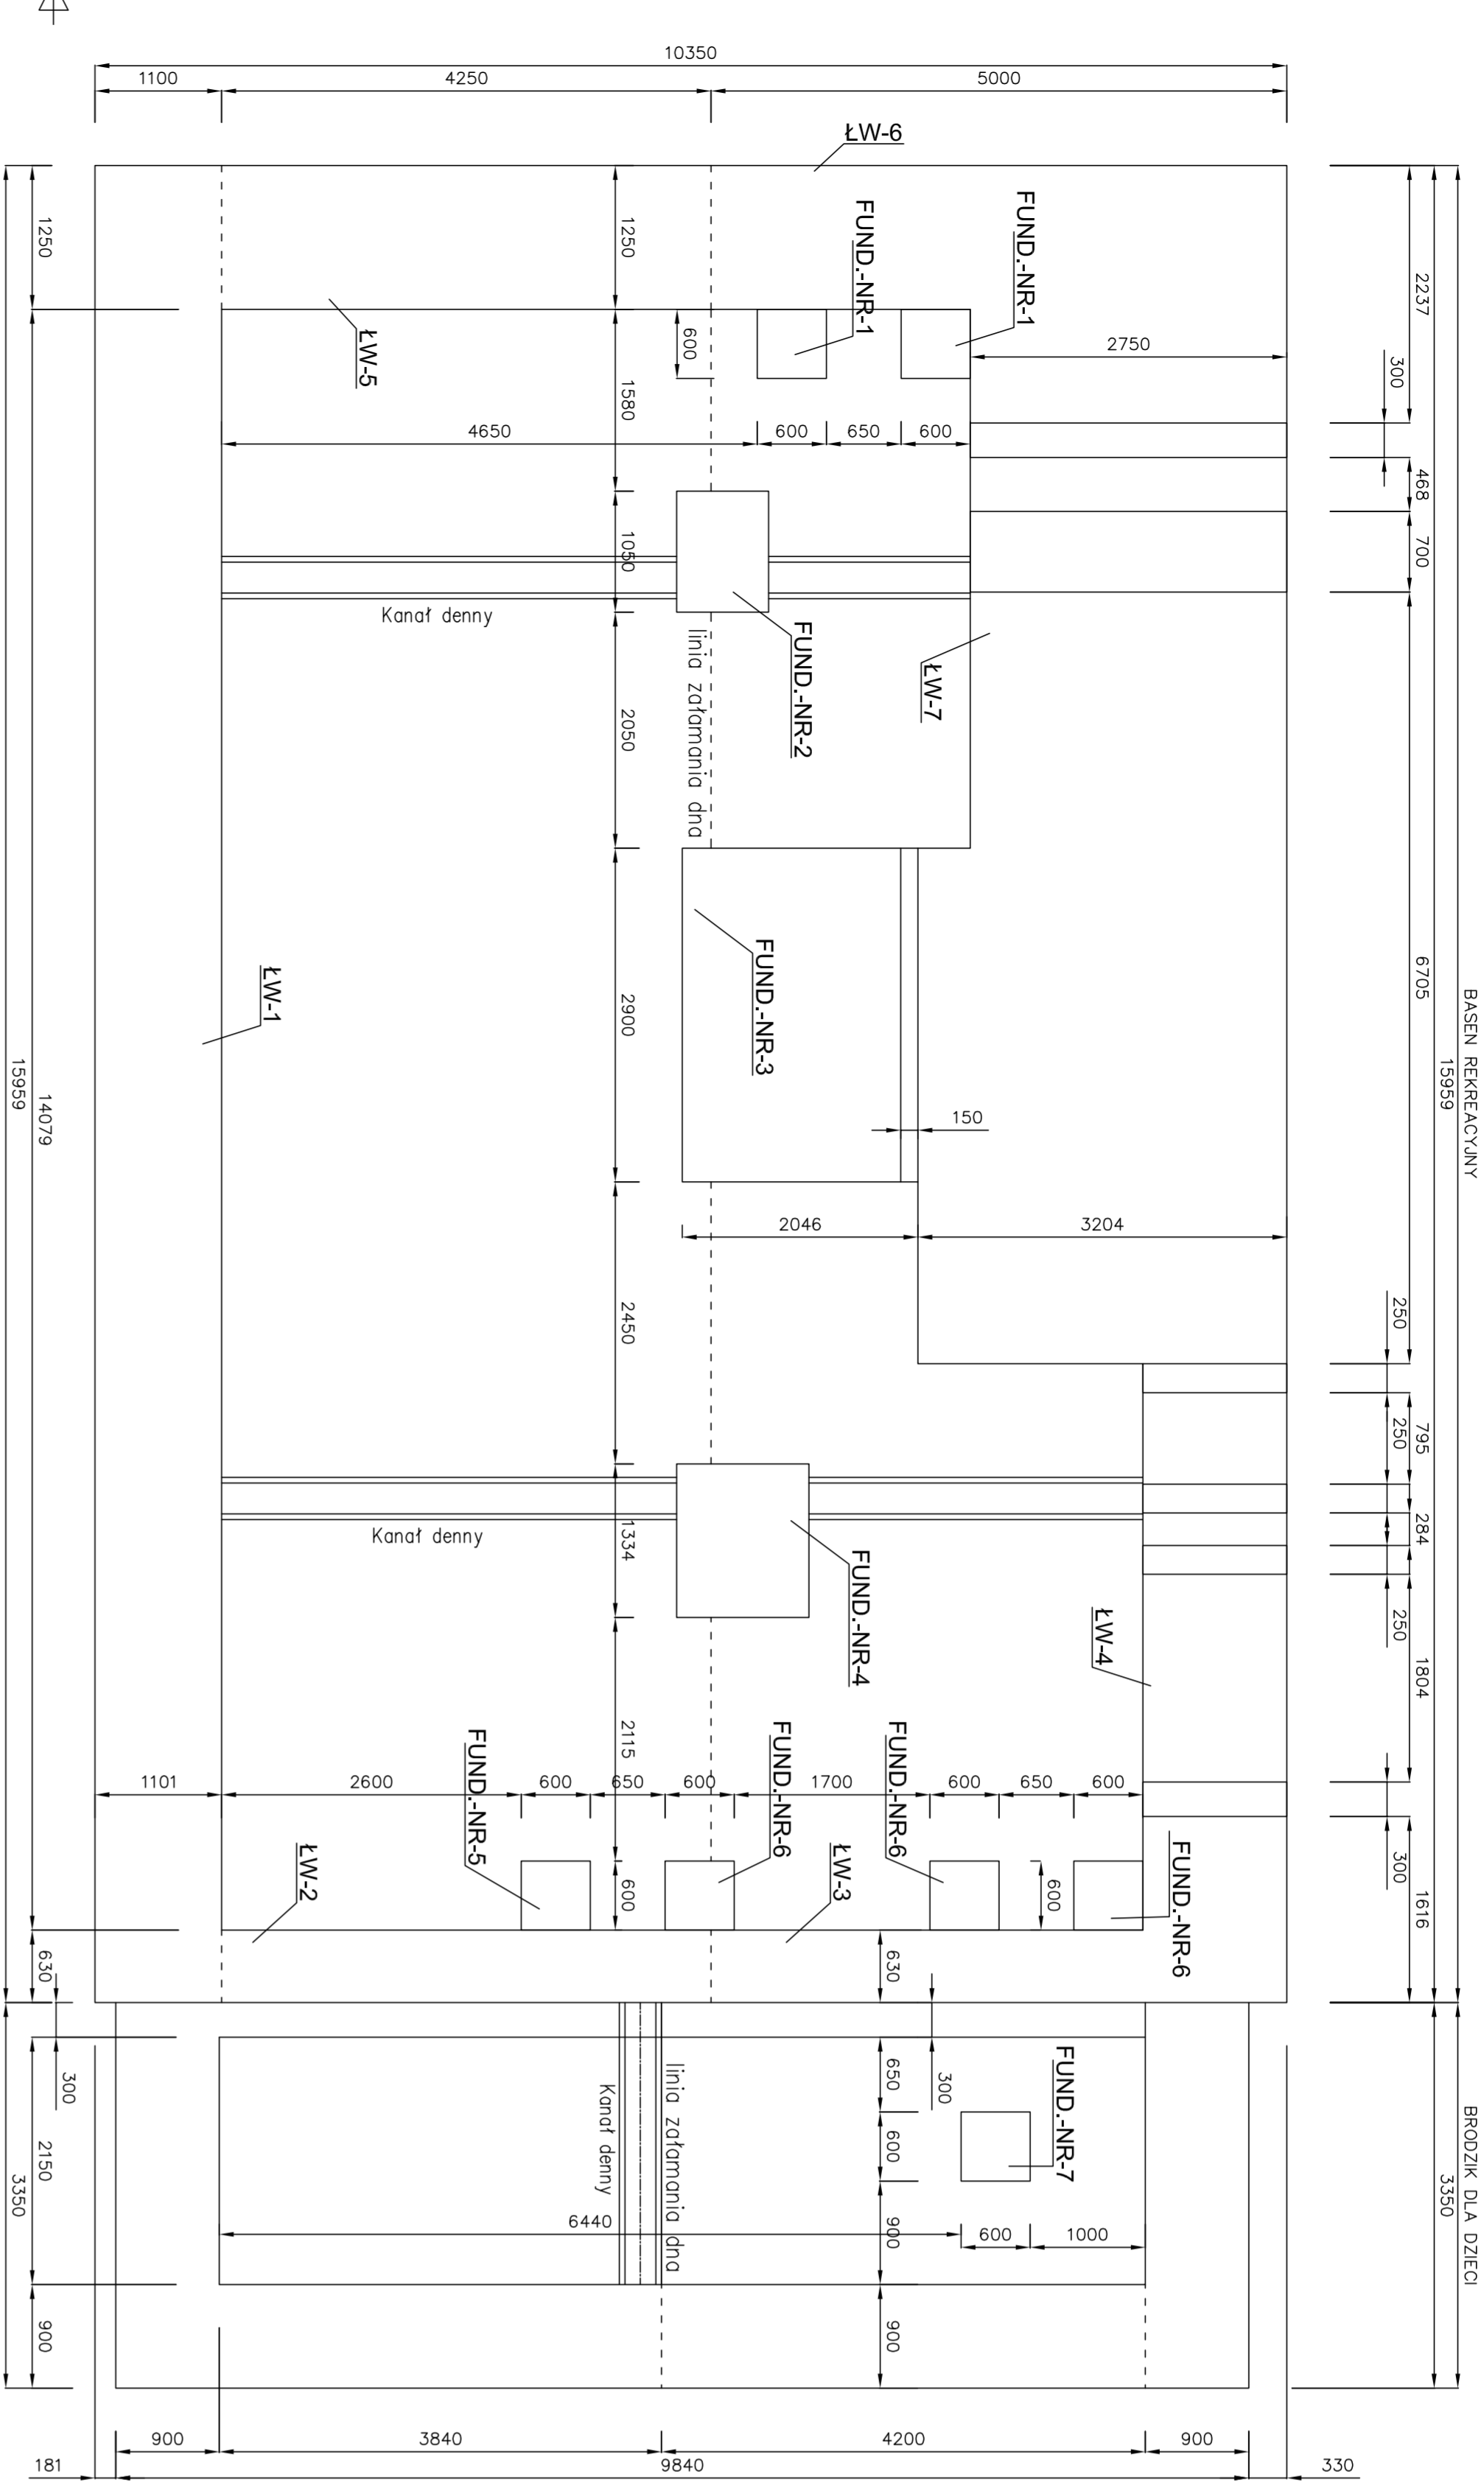 10350
1100
4250
5000
ŁW-6
1250
1250
FUND.-NR-1
FUND.-NR-1
2237
2750
300
600
1580
ŁW-5
4650
600
650
600
468
700
1050
Kanał denny
linia załamania dna
FUND.-NR-2
ŁW-7
2050
FUND.-NR-3
2900
6705
BASEN REKREACYJNY
15959
ŁW-1
15959
14079
150
2046
3204
2450
250
250
795
284
Kanał denny
1334
FUND.-NR-4
ŁW-4
250
1804
2115
1101
2600
600
650
600
1700
600
650
600
FUND.-NR-5
FUND.-NR-6
FUND.-NR-6
FUND.-NR-6
ŁW-2
ŁW-3
600
600
300
1616
630
630
300
650
300
FUND.-NR-7
Kanał denny
linia załamania dna
600
2150
3350
BRODZIK DLA DZIECI
3350
6440
900
600
1000
900
900
900
3840
4200
900
181
9840
330